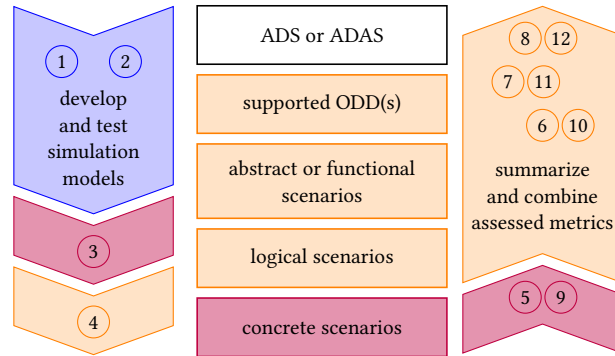 1 2
develop
and test
simulation
models
3
4
ADS or ADAS
supported ODD(s)
abstract or functional
scenarios
logical scenarios
concrete scenarios
8 12
7 11
6 10
summarize
and combine
assessed metrics
5 9